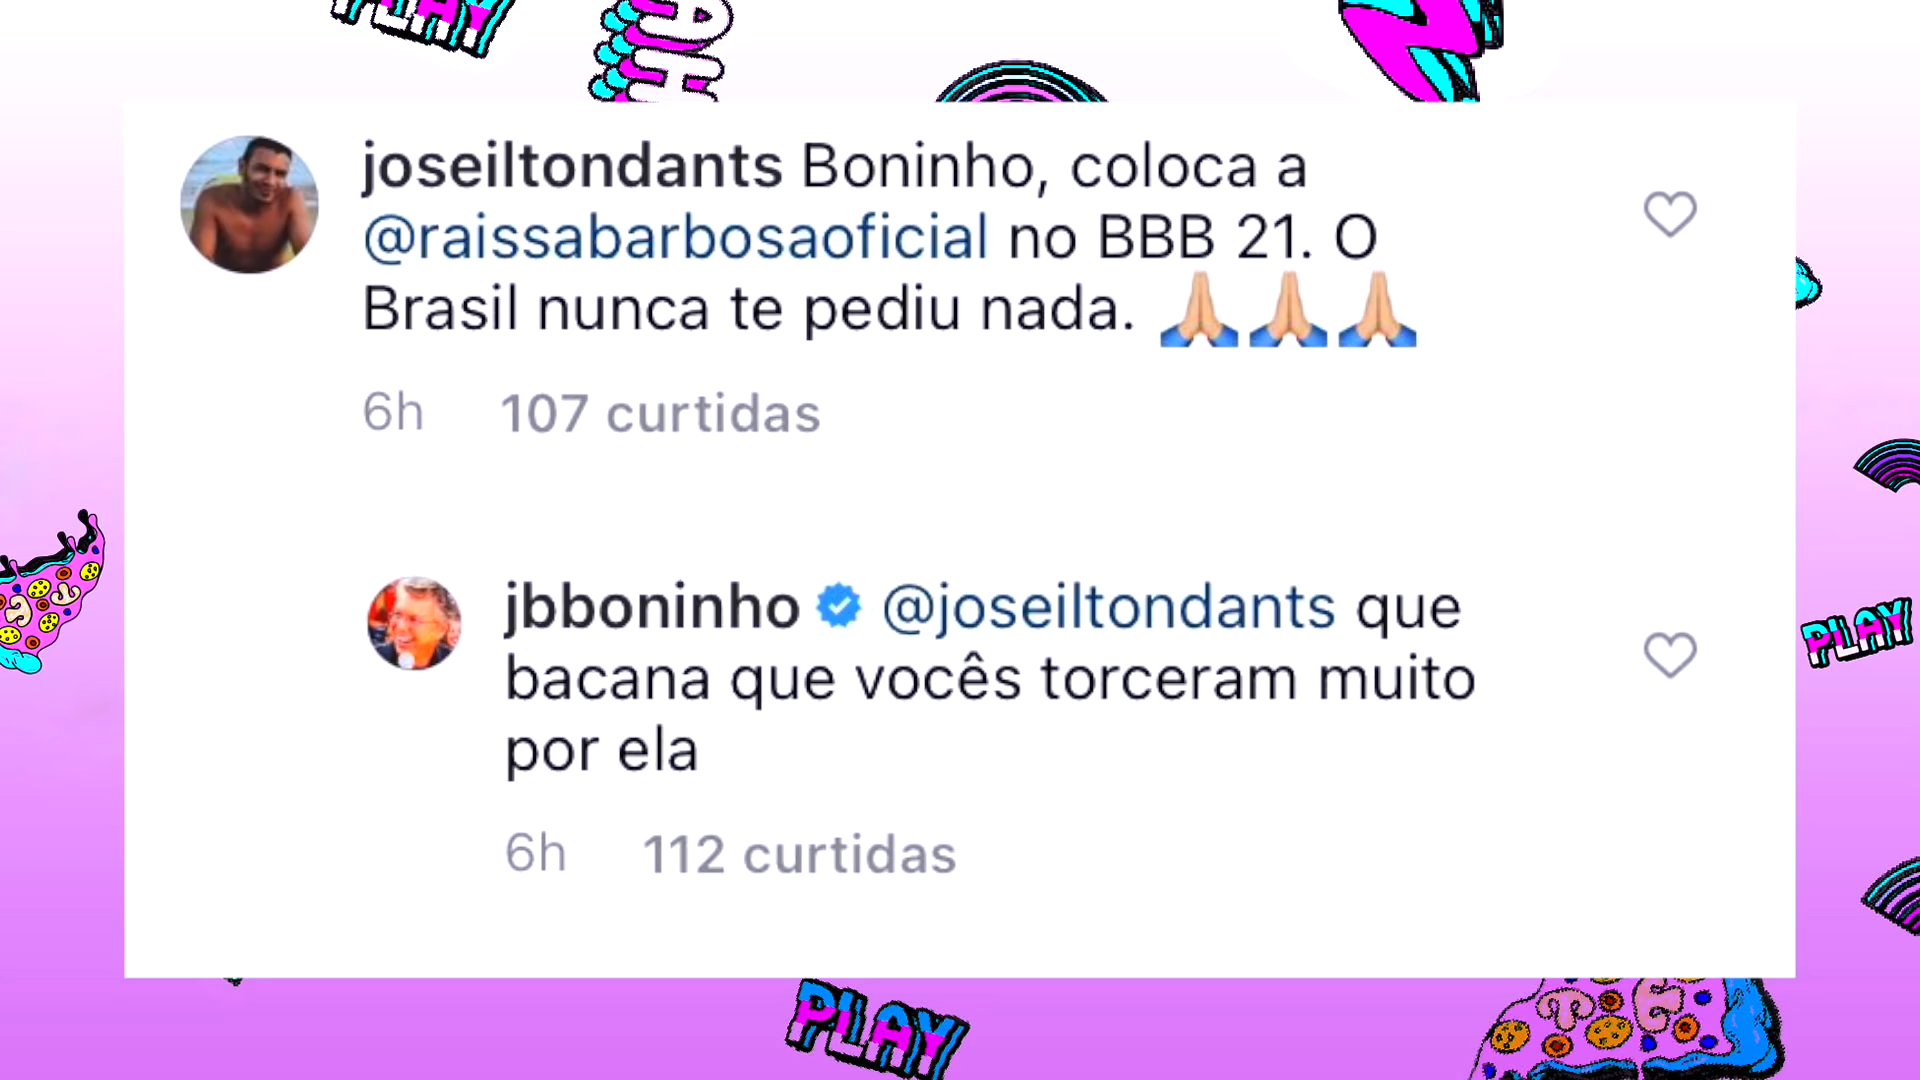 PLAY
AH
joseiltondants Boninho, coloca a
@raissabarbosaoficial no BBB 21. O
Brasil nunca te pediu nada. 🙏🏼🙏🏼🙏🏼
6h 107 curtidas
jbboninho @joseiltondants que
bacana que vocês torceram muito
por ela
6h 112 curtidas
PLAY
PLAY